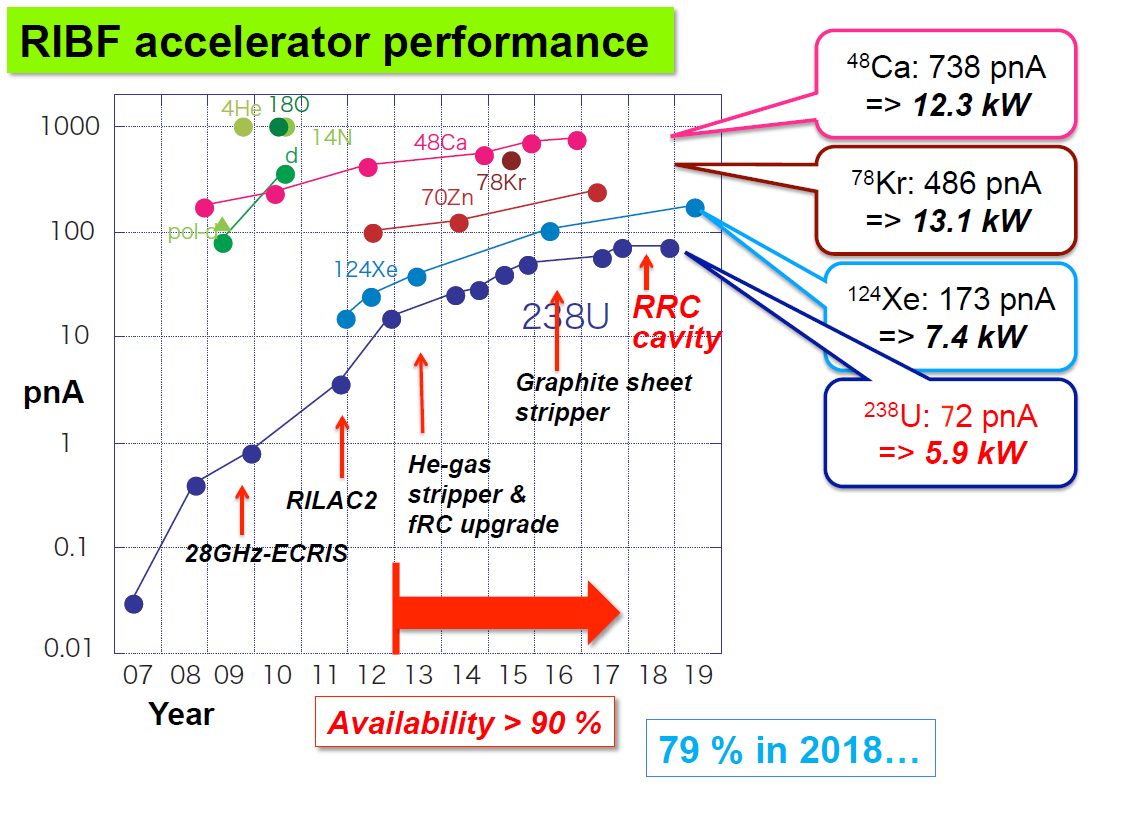 RIBF accelerator performance
48Ca: 738 pnA
=> 12.3 kW
78Kr: 486 pnA
=> 13.1 kW
124Xe: 173 pnA
=> 7.4 kW
238U: 72 pnA
=> 5.9 kW
1000
100
10
1
0.1
0.01
pnA
4He
18O
14N
d
pol-d
48Ca
78Kr
70Zn
124Xe
238U
RRC
cavity
Graphite sheet
stripper
He-gas
stripper &
fRC upgrade
RILAC2
28GHz-ECRIS
07 08 09 10 11 12 13 14 15 16 17 18 19
Year
Availability > 90 %
79 % in 2018…